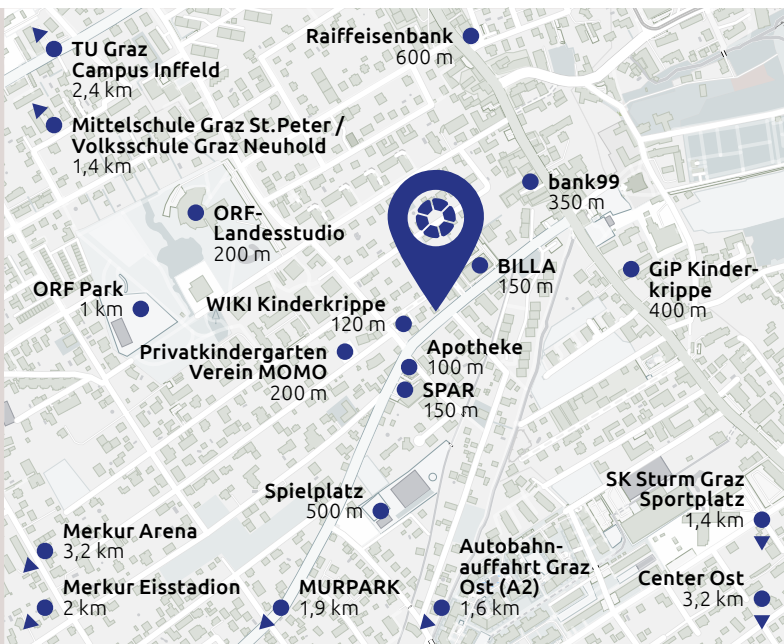 Raiffeisenbank
600 m
TU Graz
Campus Inffeld
2,4 km
Mittelschule Graz St.Peter /
Volksschule Graz Neuhold
1,4 km
bank99
350 m
ORF-
Landesstudio
200 m
BILLA
150 m
GiP Kinder-
krippe
400 m
ORF Park
1 km
WIKI Kinderkrippe
120 m
Privatkindergarten
Verein MOMO
200 m
Apotheke
100 m
SPAR
150 m
Spielplatz
500 m
SK Sturm Graz
Sportplatz
1,4 km
Merkur Arena
3,2 km
Autobahn-
auffahrt Graz
Ost (A2)
1,6 km
Merkur Eisstadion
2 km
MURPARK
1,9 km
Center Ost
3,2 km